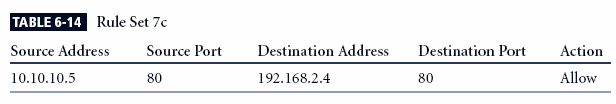 TABLE 6-14 Rule Set 7c
Source Address Source Port Destination Address Destination Port Action
10.10.10.5 80 192.168.2.4 80 Allow